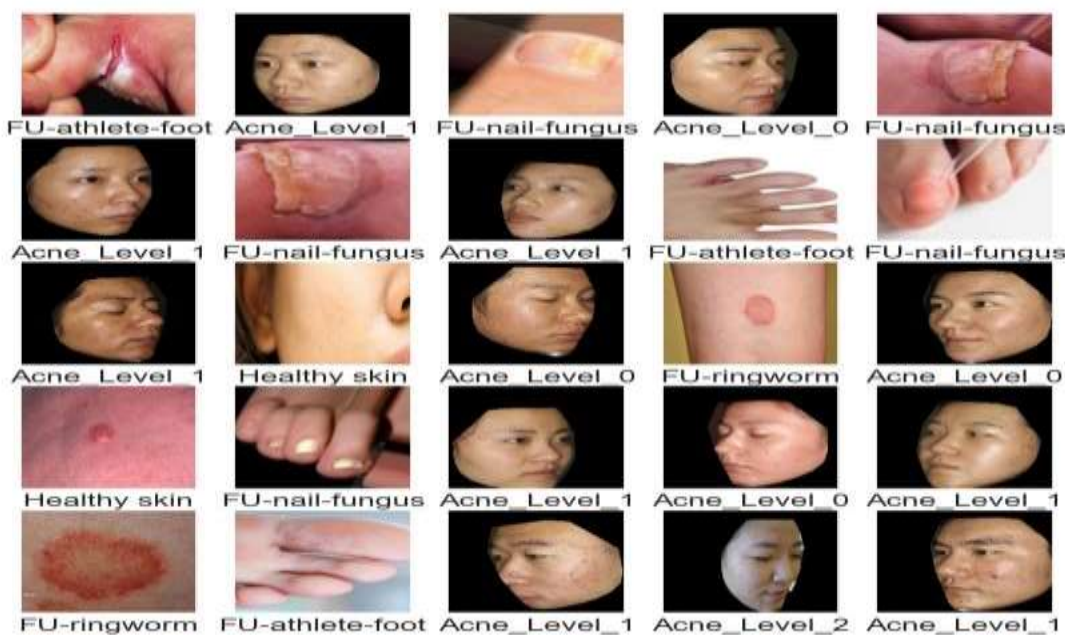 FU-athlete-foot Acne_Level_1 FU-nail-fungus Acne_Level_0 FU-nail-fungus
Acne_Level_1 FU-nail-fungus Acne_Level_1 FU-athlete-foot FU-nail-fungus
Acne_Level_1 Healthy skin Acne_Level_0 FU-ringworm Acne_Level_0
Healthy skin FU-nail-fungus Acne_Level_1 Acne_Level_0 Acne_Level_1
FU-ringworm FU-athlete-foot Acne_Level_1 Acne_Level_2 Acne_Level_1